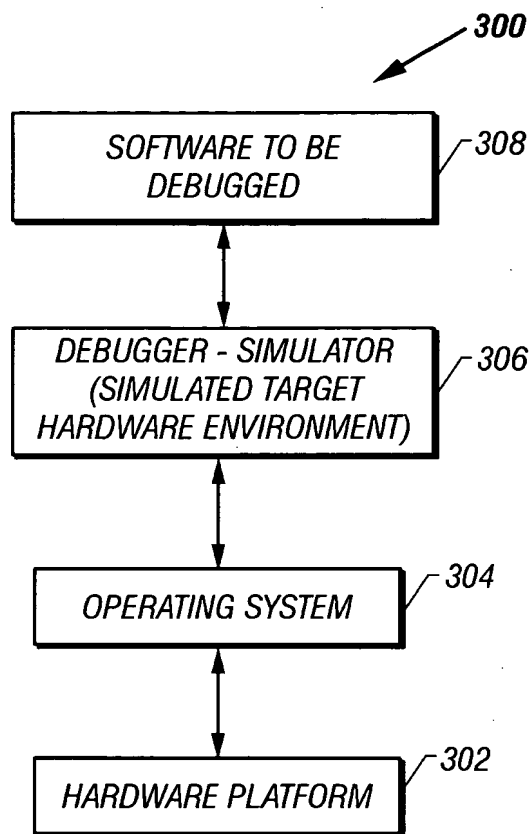 300
SOFTWARE TO BE
DEBUGGED
308
DEBUGGER - SIMULATOR
(SIMULATED TARGET
HARDWARE ENVIRONMENT)
306
OPERATING SYSTEM
304
HARDWARE PLATFORM
302